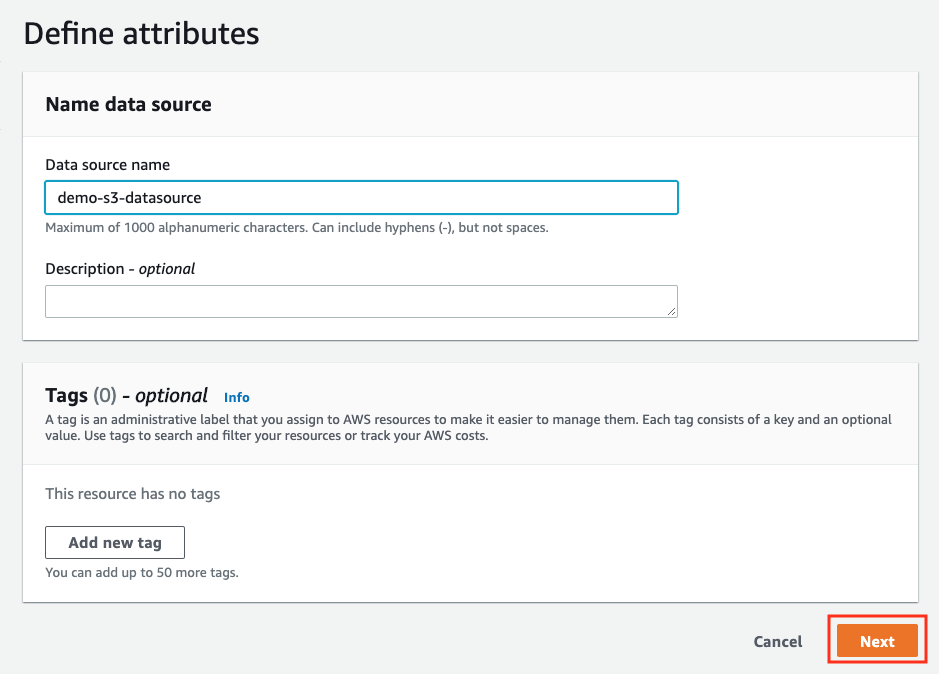 Define attributes
Name data source
Data source name
demo-s3-datasource
Maximum of 1000 alphanumeric characters. Can include hyphens (-), but not spaces.
Description - optional
Tags (0) - optional Info
A tag is an administrative label that you assign to AWS resources to make it easier to manage them. Each tag consists of a key and an optional
value. Use tags to search and filter your resources or track your AWS costs.
This resource has no tags
Add new tag
You can add up to 50 more tags.
Cancel Next